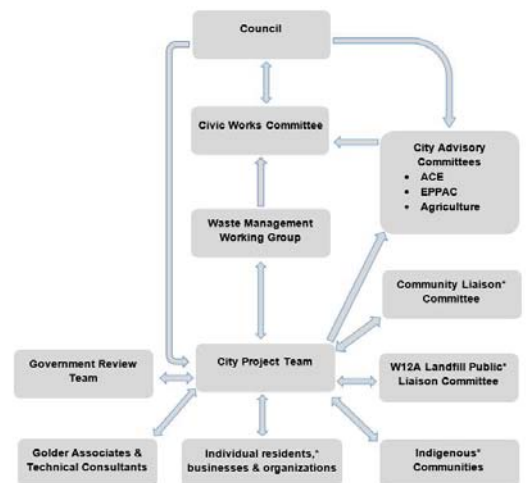 Council
Civic Works Committee
City Advisory
Committees
• ACE
• EPPAC
• Agriculture
Waste Management
Working Group
Community Liaison*
Committee
Government Review
Team
City Project Team
W12A Landfill Public*
Liaison Committee
Golder Associates &
Technical Consultants
Individual residents,*
businesses & organizations
Indigenous*
Communities